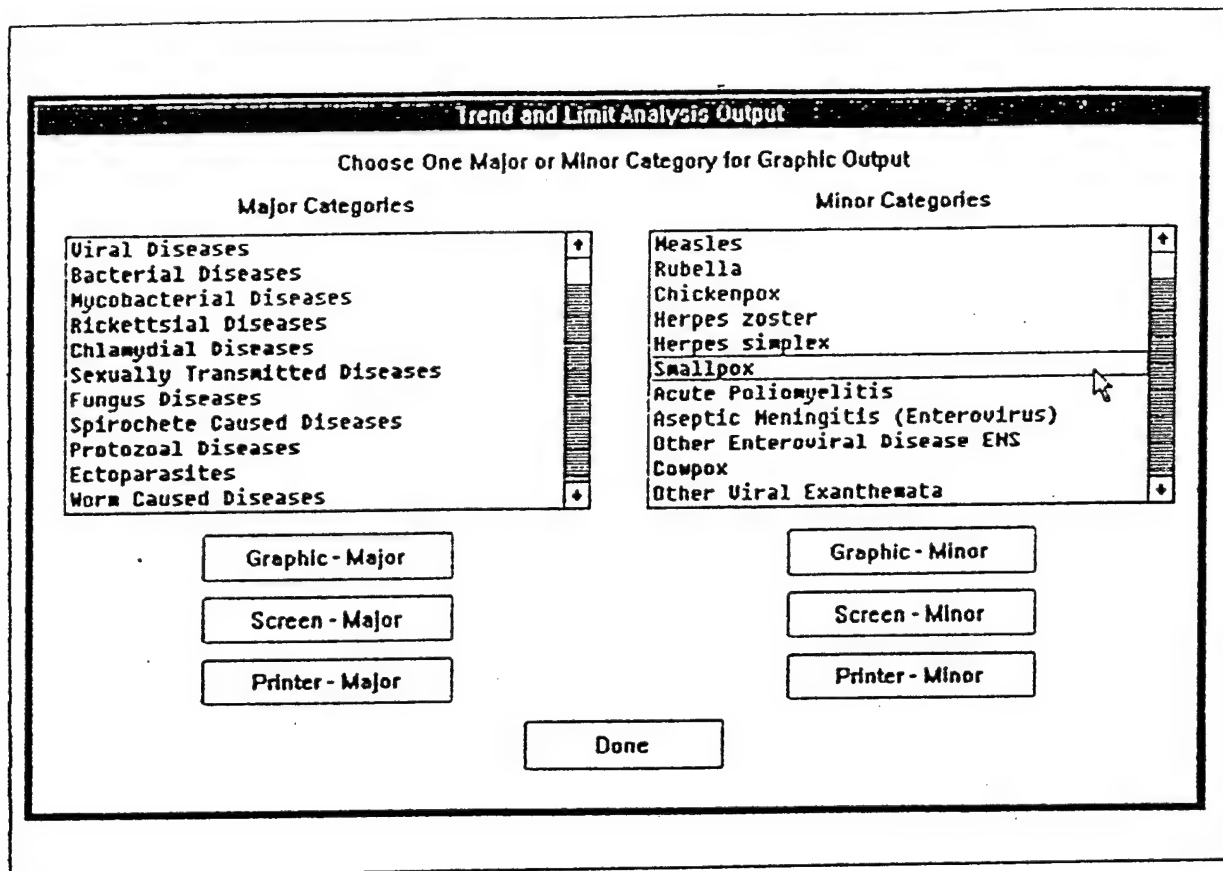 Trend and Limit Analysis Output
Choose One Major or Minor Category for Graphic Output
Major Categories
Viral Diseases
Bacterial Diseases
Mycobacterial Diseases
Rickettsial Diseases
Chlamydial Diseases
Sexually Transmitted Diseases
Fungus Diseases
Spirochete Caused Diseases
Protozoal Diseases
Ectoparasites
Worm Caused Diseases
Graphic - Major
Screen - Major
Printer - Major
Minor Categories
Measles
Rubella
Chickenpox
Herpes zoster
Herpes simplex
Smallpox
Acute Poliomyelitis
Aseptic Meningitis (Enterovirus)
Other Enteroviral Disease ENS
Cowpox
Other Viral Exanthemata
Graphic - Minor
Screen - Minor
Printer - Minor
Done